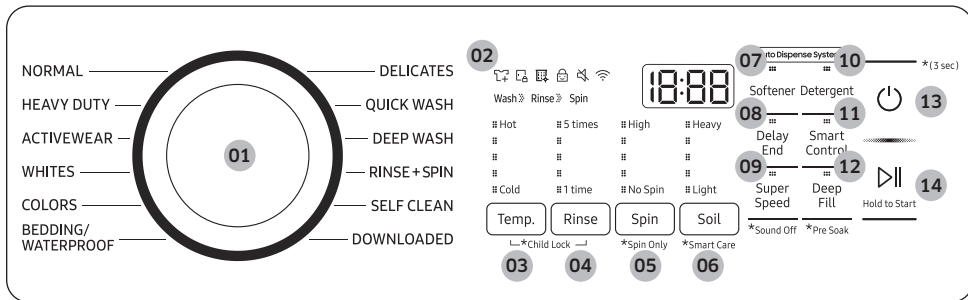 NORMAL
HEAVY DUTY
ACTIVEWEAR
WHITES
COLORS
BEDDING/
WATERPROOF
01
DELICATES
QUICK WASH
DEEP WASH
RINSE+SPIN
SELF CLEAN
DOWNLOADED
02
Wash Rinse Spin
18:88
Hot 5 times High Heavy
Cold 1 time No Spin Light
Temp. Rinse Spin Soil
*Child Lock *Spin Only *Smart Care
03 04 05 06
07 uto Dispense System 10
Softener Detergent
08 11
Delay Smart
End Control
09 12
Super Deep
Speed Fill
*Sound Off *Pre Soak
*(3 sec)
13
14
Hold to Start